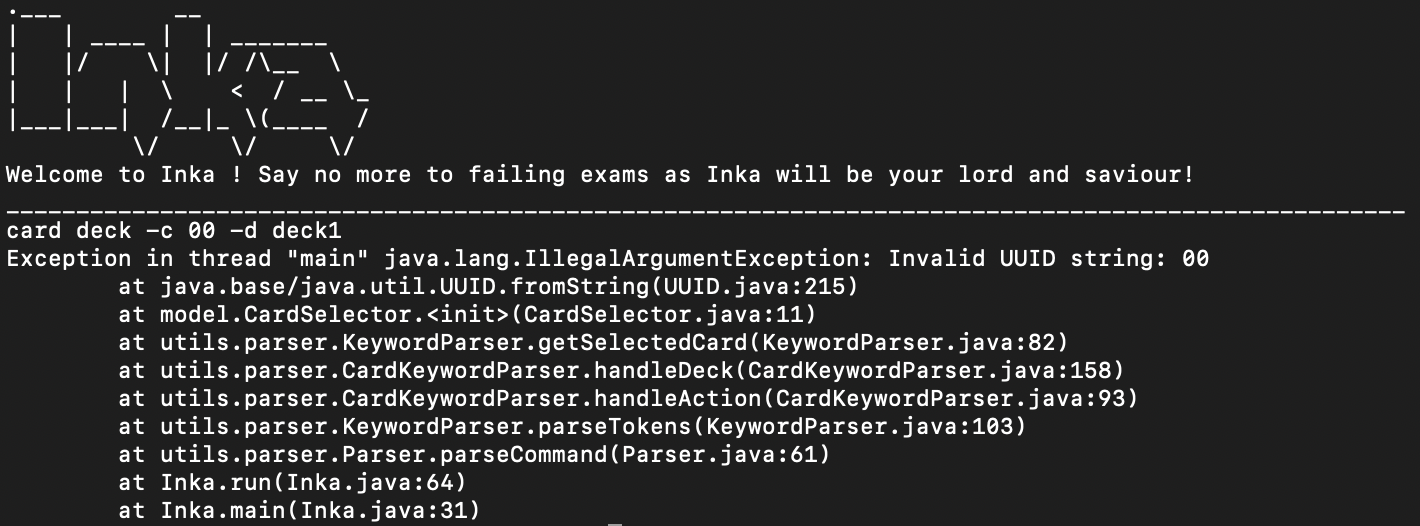 .___        __
|   | ____ |  | _______
|   |/    \|  |/ /\__  \
|   |   |  \    <  / __ \_
|___|___|  /__|_ \(____  /
         \/     \/     \/
Welcome to Inka ! Say no more to failing exams as Inka will be your lord and saviour!
____________________________________________________________________________________________________
card deck -c 00 -d deck1
Exception in thread "main" java.lang.IllegalArgumentException: Invalid UUID string: 00
        at java.base/java.util.UUID.fromString(UUID.java:215)
        at model.CardSelector.<init>(CardSelector.java:11)
        at utils.parser.KeywordParser.getSelectedCard(KeywordParser.java:82)
        at utils.parser.CardKeywordParser.handleDeck(CardKeywordParser.java:158)
        at utils.parser.CardKeywordParser.handleAction(CardKeywordParser.java:93)
        at utils.parser.KeywordParser.parseTokens(KeywordParser.java:103)
        at utils.parser.Parser.parseCommand(Parser.java:61)
        at Inka.run(Inka.java:64)
        at Inka.main(Inka.java:31)